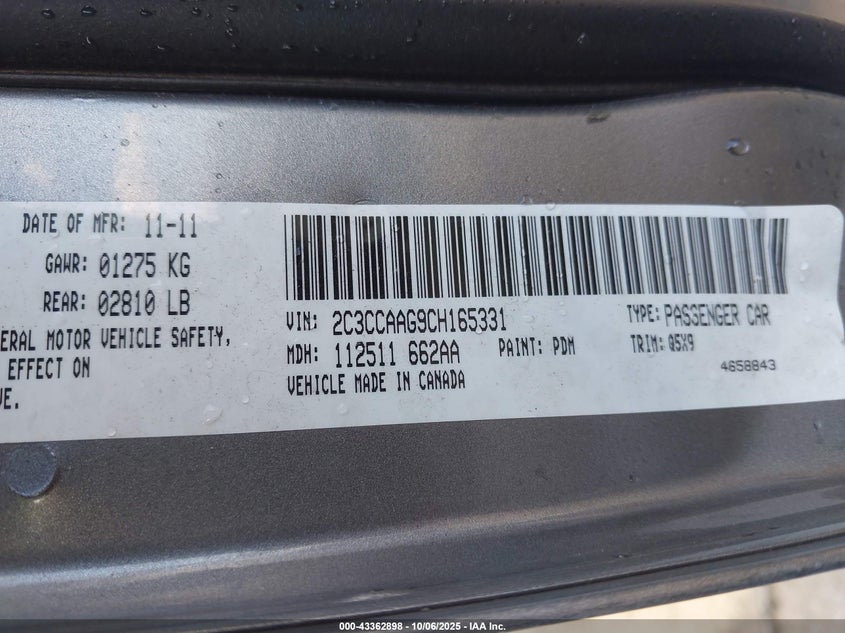 DATE OF MFR: 11-11
GAWR: 01275 KG
REAR: 02810 LB
ERAL MOTOR VEHICLE SAFETY,
EFFECT ON
VE.
VIN: 2C3CCAAG9CH165331
TYPE: PASSENGER CAR
MDH: 112511 662AA
PAINT: PDM
TRIM: Q5X9
VEHICLE MADE IN CANADA
4658843
000-43362898 - 10/06/2025 - IAA Inc.